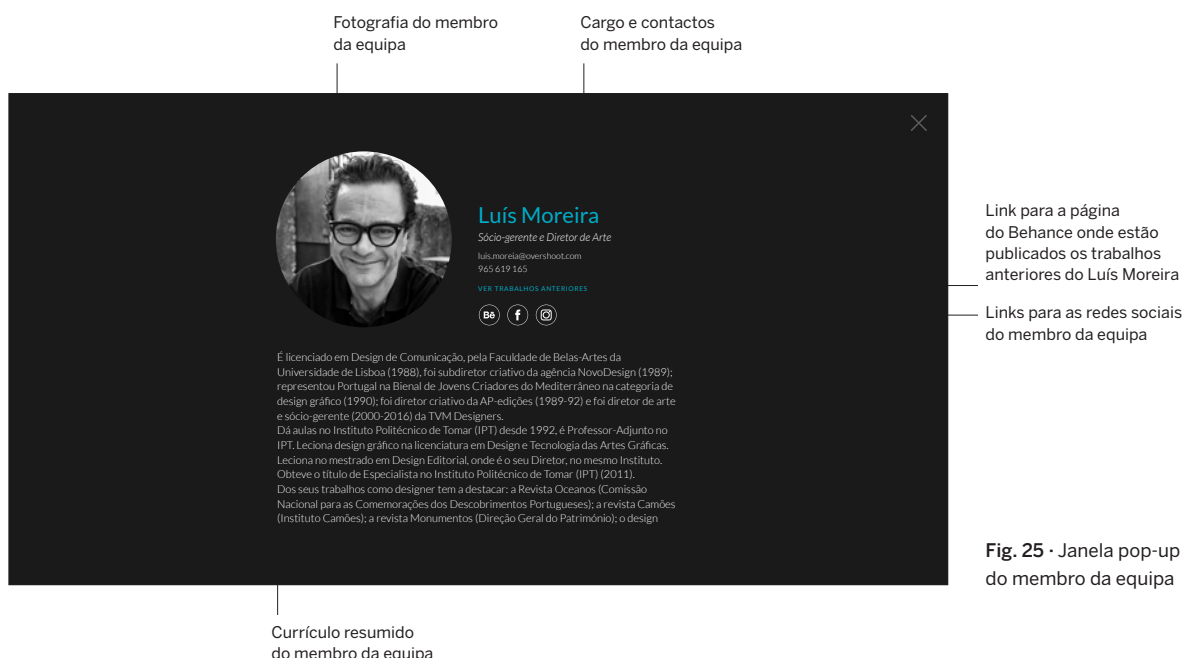 Fotografia do membro
da equipa
Cargo e contactos
do membro da equipa
Luís Moreira
Sócio-gerente e Diretor de Arte
luis.moreia@overshoot.com
965 619 165
VER TRABALHOS ANTERIORES
Bē
f
Link para a página
do Behance onde estão
publicados os trabalhos
anteriores do Luís Moreira
Links para as redes sociais
do membro da equipa
É licenciado em Design de Comunicação, pela Faculdade de Belas-Artes da
Universidade de Lisboa (1988), foi subdiretor criativo da agência NovoDesign (1989);
representou Portugal na Bienal de Jovens Criadores do Mediterrâneo na categoria de
design gráfico (1990); foi diretor criativo da AP-edições (1989-92) e foi diretor de arte
e sócio-gerente (2000-2016) da TVM Designers.
Dá aulas no Instituto Politécnico de Tomar (IPT) desde 1992, é Professor-Adjunto no
IPT. Leciona design gráfico na licenciatura em Design e Tecnologia das Artes Gráficas.
Leciona no mestrado em Design Editorial, onde é o seu Diretor, no mesmo Instituto.
Obteve o título de Especialista no Instituto Politécnico de Tomar (IPT) (2011).
Dos seus trabalhos como designer tem a destacar: a Revista Oceanos (Comissão
Nacional para as Comemorações dos Descobrimentos Portugueses); a revista Camões
(Instituto Camões); a revista Monumentos (Direção Geral do Património); o design
Fig. 25 · Janela pop-up
do membro da equipa
Currículo resumido
do membro da equipa